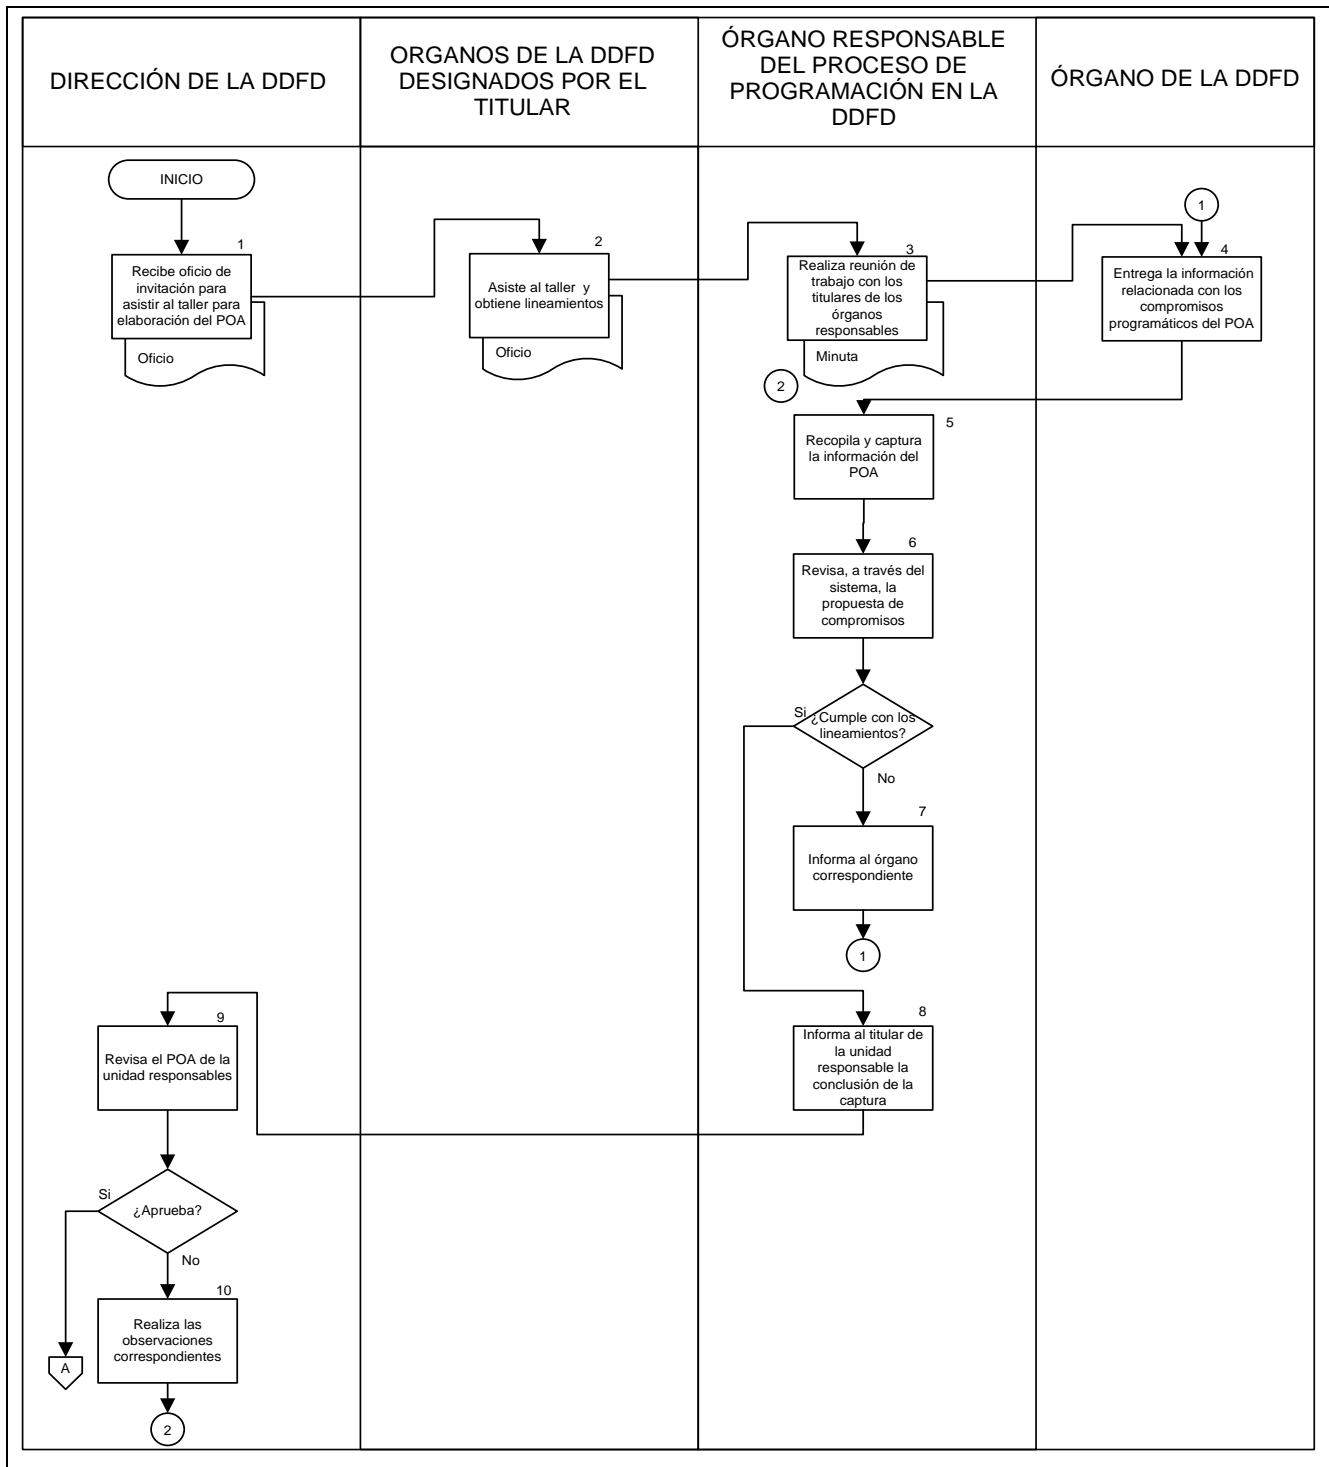 DIRECCIÓN DE LA DDFD
ORGANOS DE LA DDFD
DESIGNADOS POR EL
TITULAR
ÓRGANO RESPONSABLE
DEL PROCESO DE
PROGRAMACIÓN EN LA
DDFD
ÓRGANO DE LA DDFD
INICIO
1
Recibe oficio de
invitación para
asistir al taller para
elaboración del POA
Oficio
2
Asiste al taller y
obtiene lineamientos
Oficio
3
Realiza reunión de
trabajo con los
titulares de los
órganos
responsables
Minuta
1
4
Entrega la información
relacionada con los
compromisos
programáticos del POA
2
5
Recopila y captura
la información del
POA
6
Revisa, a través del
sistema, la
propuesta de
compromisos
Si
¿Cumple con los
lineamientos?
No
7
Informa al órgano
correspondiente
1
8
Informa al titular de
la unidad
responsable la
conclusión de la
captura
9
Revisa el POA de la
unidad responsables
Si
¿Aprueba?
No
10
Realiza las
observaciones
correspondientes
A
2